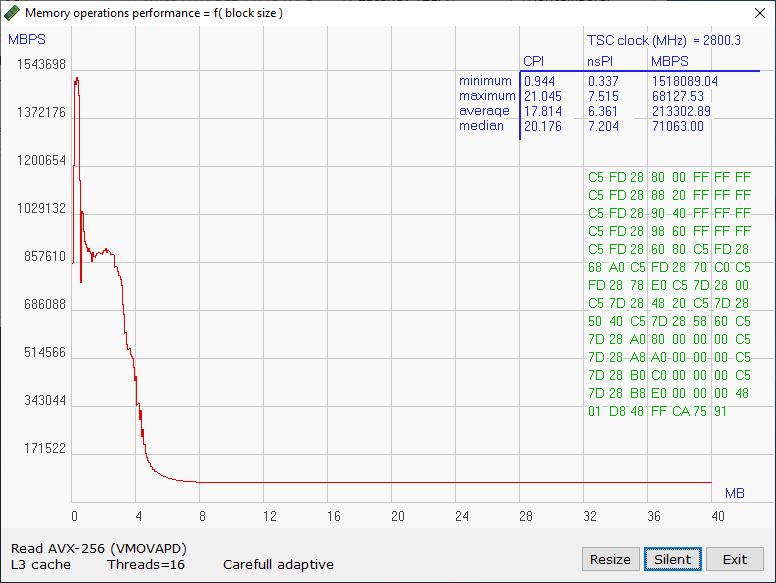 Memory operations performance = f( block size )
MBPS
TSC clock (MHz) = 2800.3
CPI nsPI MBPS
minimum 0.944 0.337 1518089.04
maximum 21.045 7.515 68127.53
average 17.814 6.361 213302.89
median 20.176 7.204 71063.00
1543698
1372176
1200654
1029132
857610
686088
514566
343044
171522
C5 FD 28 80 00 FF FF FF
C5 FD 28 88 20 FF FF FF
C5 FD 28 90 40 FF FF FF
C5 FD 28 98 60 FF FF FF
C5 FD 28 60 80 C5 FD 28
68 A0 C5 FD 28 70 C0 C5
FD 28 78 E0 C5 7D 28 00
C5 7D 28 48 20 C5 7D 28
50 40 C5 7D 28 58 60 C5
7D 28 A0 80 00 00 00 C5
7D 28 A8 A0 00 00 00 C5
7D 28 B0 C0 00 00 00 C5
7D 28 B8 E0 00 00 00 48
01 D8 48 FF CA 75 91
MB
0 4 8 12 16 20 24 28 32 36 40
Read AVX-256 (VMOVAPD)
L3 cache Threads=16 Carefull adaptive
Resize Silent Exit